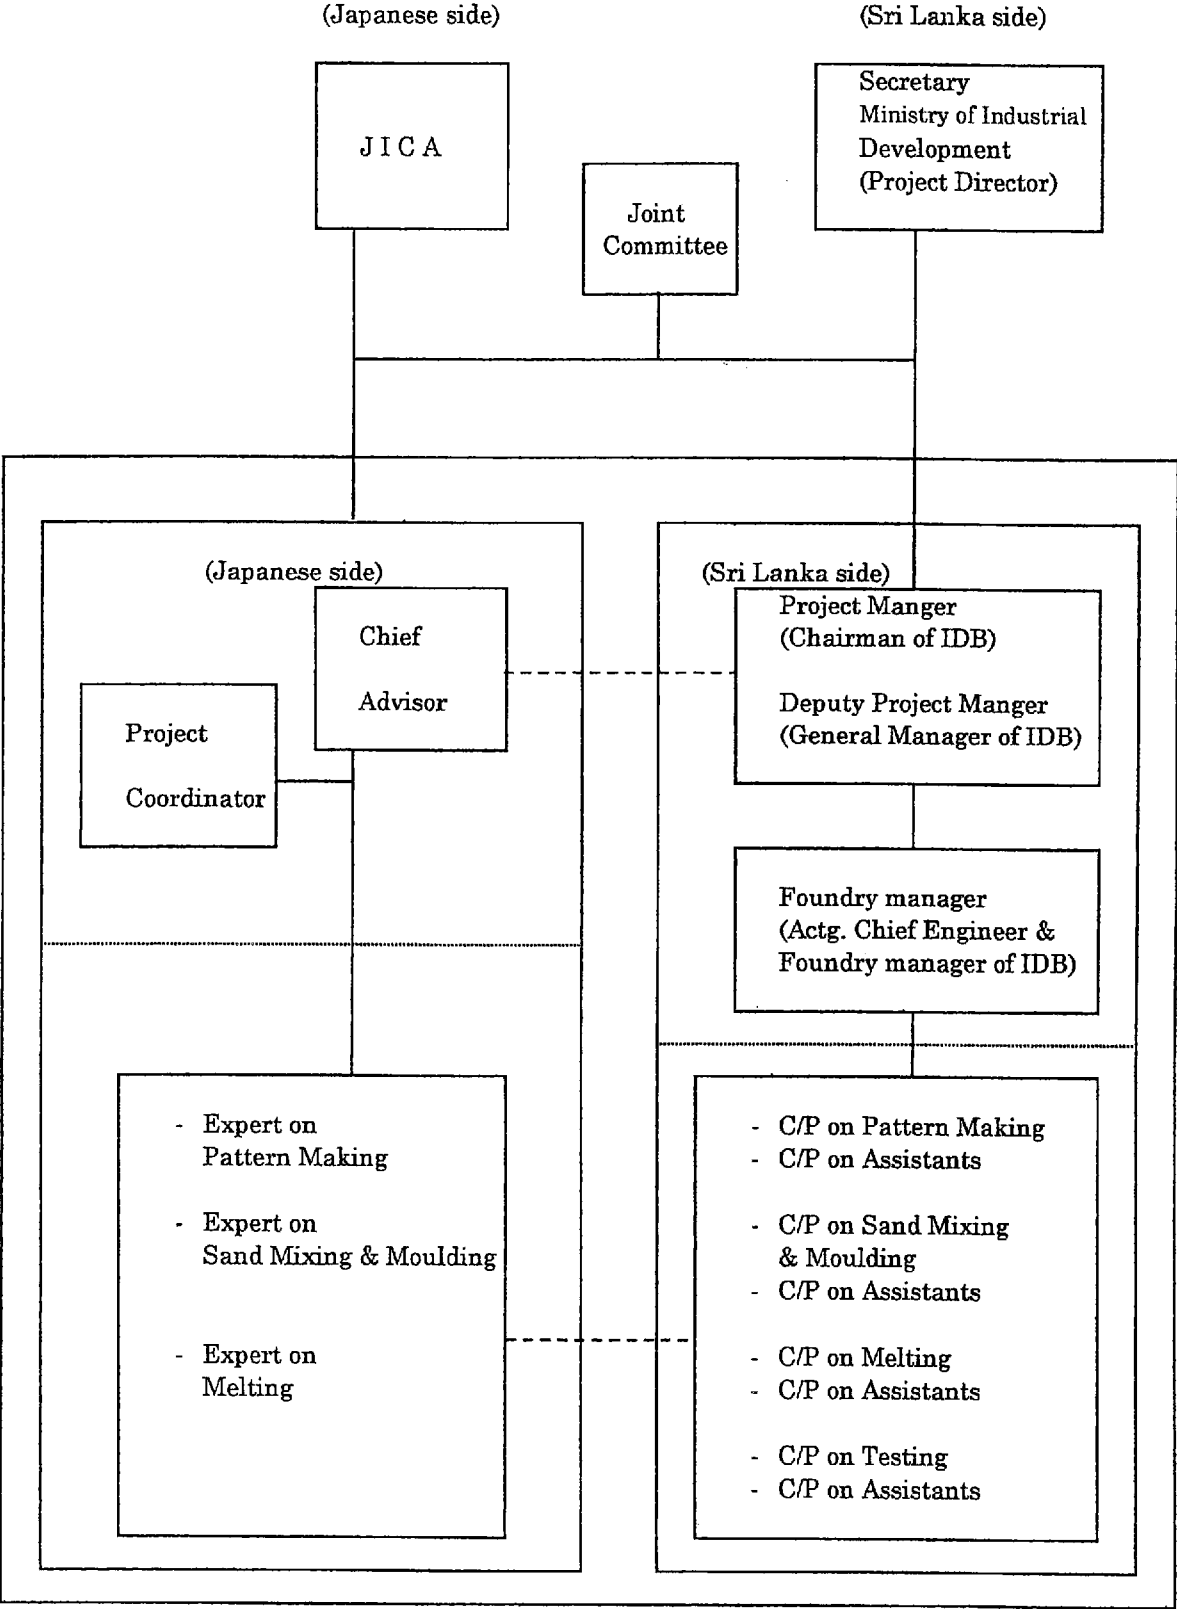 (Japanese side)
(Sri Lanka side)
J I C A
Secretary
Ministry of Industrial
Development
(Project Director)
Joint
Committee
(Japanese side)
Chief
Advisor
Project
Coordinator
- Expert on
Pattern Making
- Expert on
Sand Mixing & Moulding
- Expert on
Melting
(Sri Lanka side)
Project Manger
(Chairman of IDB)
Deputy Project Manger
(General Manager of IDB)
Foundry manager
(Actg. Chief Engineer &
Foundry manager of IDB)
- C/P on Pattern Making
- C/P on Assistants
- C/P on Sand Mixing
& Moulding
- C/P on Assistants
- C/P on Melting
- C/P on Assistants
- C/P on Testing
- C/P on Assistants